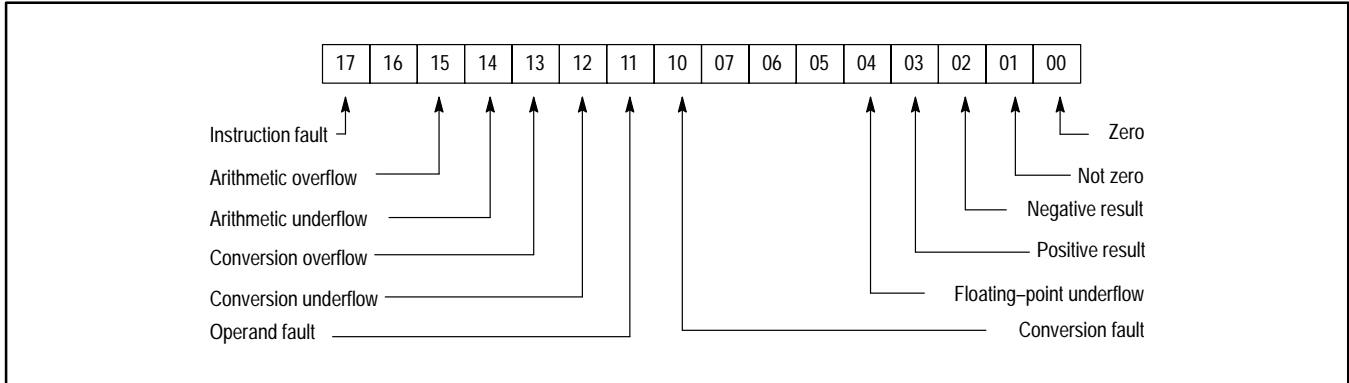 17 16 15 14 13 12 11 10 07 06 05 04 03 02 01 00
Instruction fault
Zero
Arithmetic overflow
Not zero
Arithmetic underflow
Negative result
Conversion overflow
Positive result
Conversion underflow
Floating–point underflow
Operand fault
Conversion fault